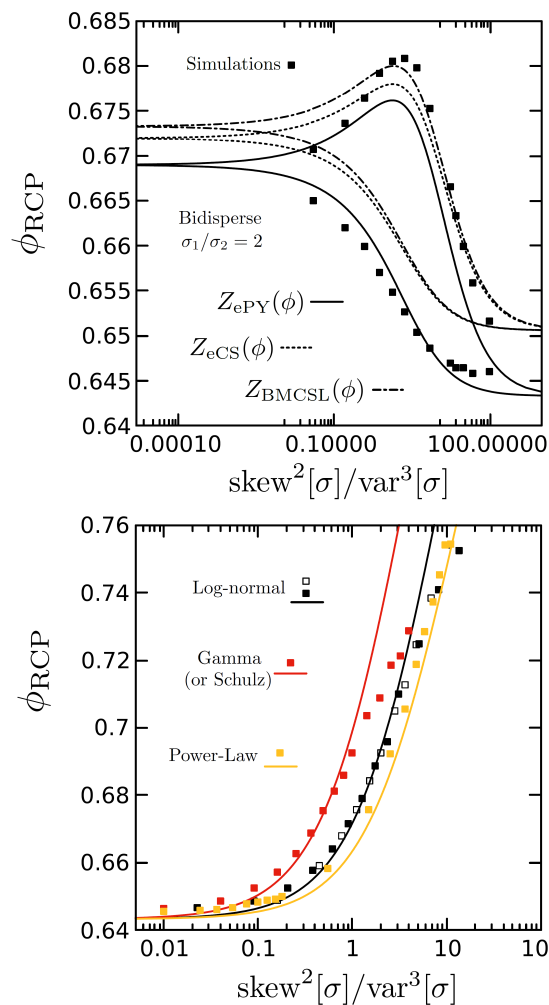 0.685
0.68
0.675
0.67
0.665
0.66
0.655
0.65
0.645
0.64
ϕRCP
Simulations
Bidisperse
σ1/σ2 = 2
ZePY(ϕ)
ZeCS(ϕ)
ZBMCSL(ϕ)
0.00010 0.10000 100.00000
skew²[σ]/var³[σ]
0.76
0.74
0.72
0.7
0.68
0.66
0.64
ϕRCP
Log-normal
Gamma
(or Schulz)
Power-Law
0.01 0.1 1 10 10
skew²[σ]/var³[σ]